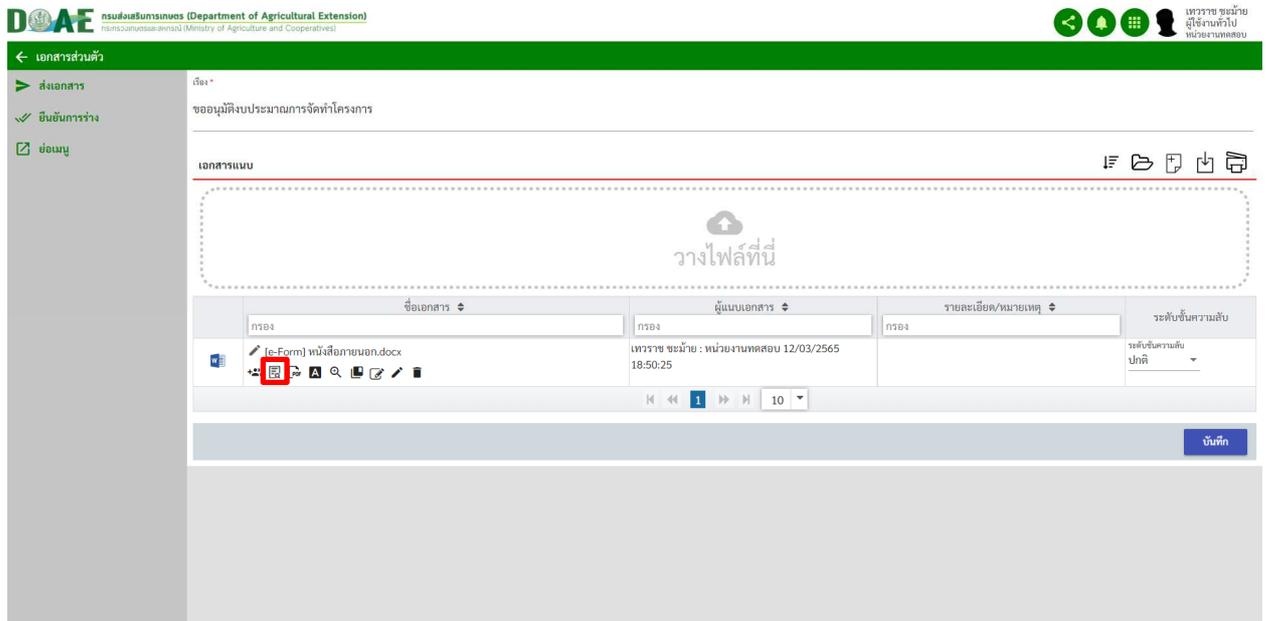 DOAE กรมส่งเสริมการเกษตร (Department of Agricultural Extension)
กระทรวงเกษตรและสหกรณ์ (Ministry of Agriculture and Cooperatives)
เทวราช ชะม้าย
ผู้ใช้งานทั่วไป
หน่วยงานทดสอบ
เอกสารส่วนตัว
ส่งเอกสาร
ยืนยันการร่าง
ย่อเมนู
เรื่อง *
ขออนุมัติงบประมาณการจัดทำโครงการ
เอกสารแนบ
วางไฟล์ที่นี่
ชื่อเอกสาร ผู้แนบเอกสาร รายละเอียด/หมายเหตุ ระดับชั้นความลับ
กรอง กรอง กรอง
[e-Form] หนังสือภายนอก.docx
เทวราช ชะม้าย : หน่วยงานทดสอบ 12/03/2565
18:50:25
ระดับชั้นความลับ
ปกติ
PDF A
1 10
บันทึก